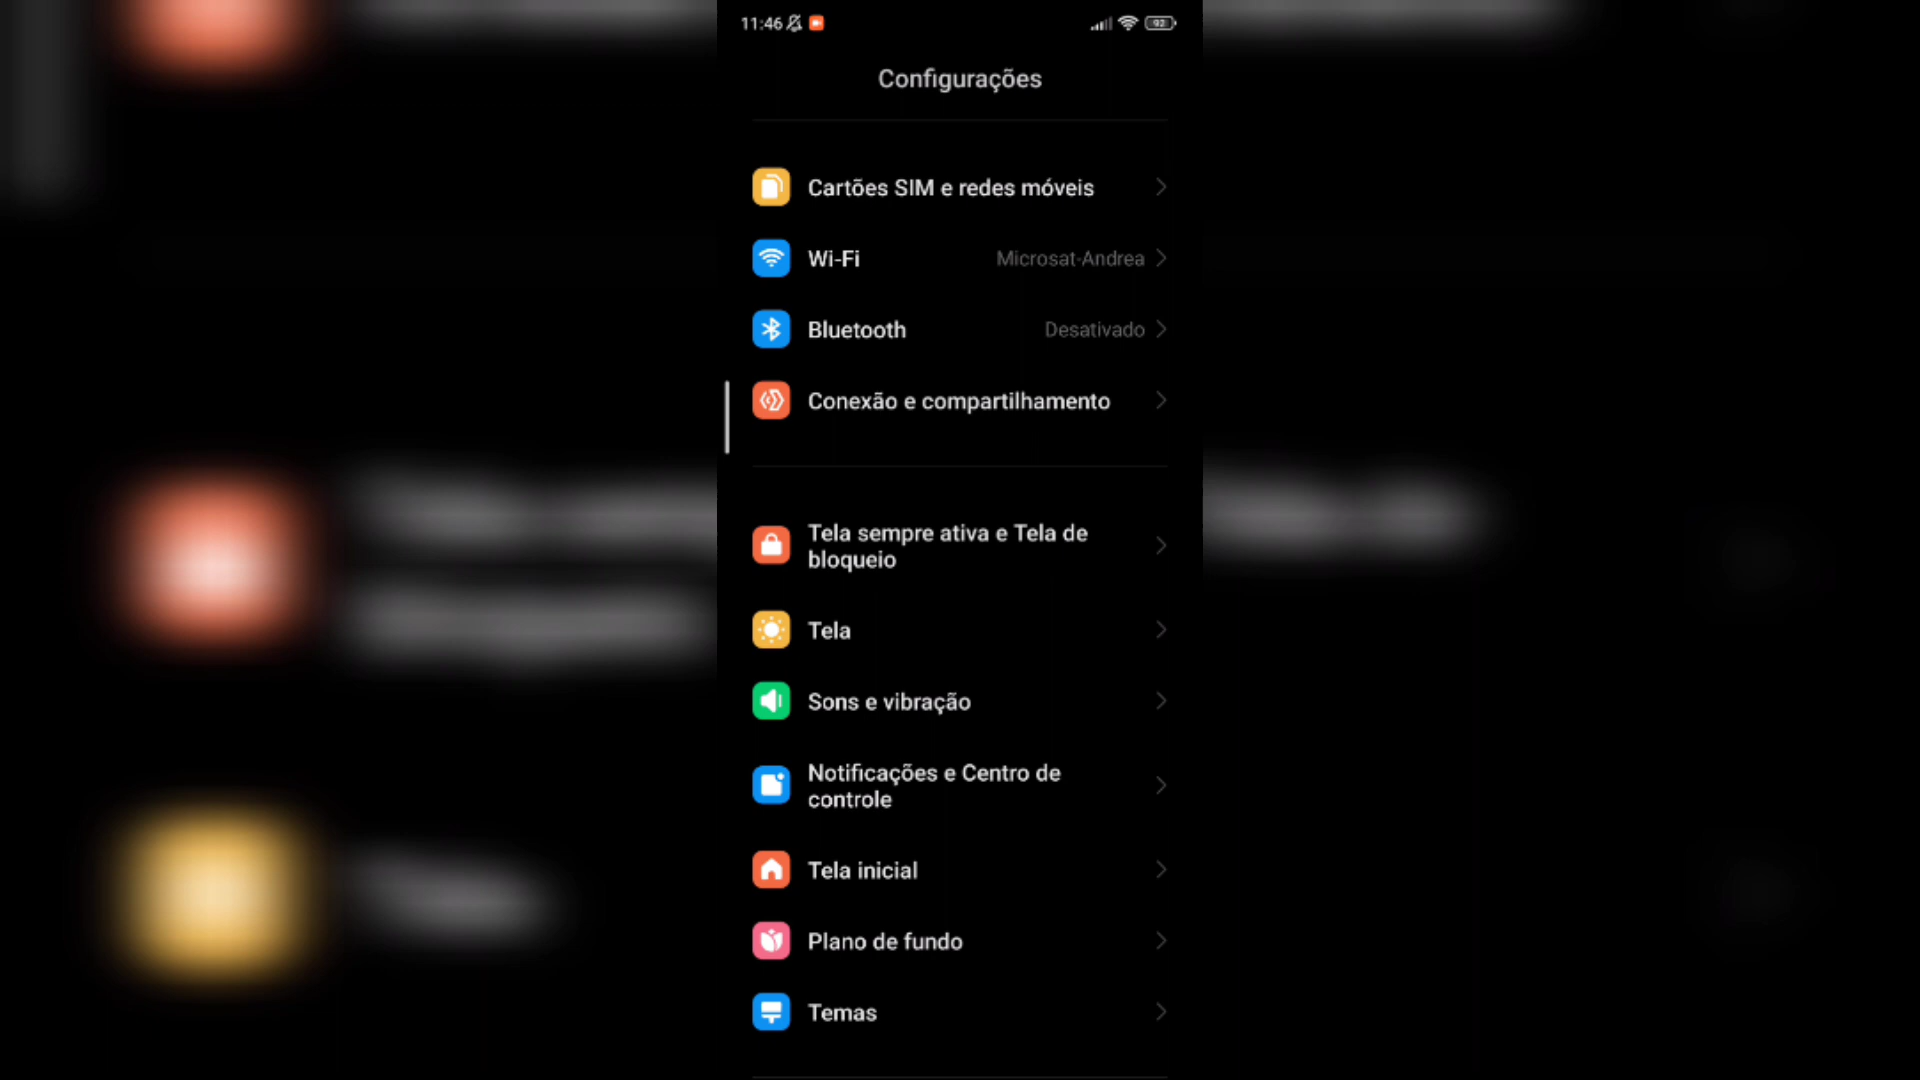 11:46
92
Configurações
Cartões SIM e redes móveis
Wi-Fi Microsat-Andrea
Bluetooth Desativado
Conexão e compartilhamento
Tela sempre ativa e Tela de
bloqueio
Tela
Sons e vibração
Notificações e Centro de
controle
Tela inicial
Plano de fundo
Temas